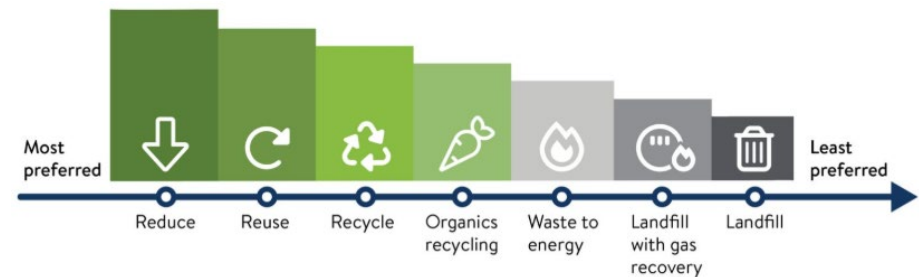 Most
preferred
Least
preferred
Reduce
Reuse
Recycle
Organics
recycling
Waste to
energy
Landfill
with gas
recovery
Landfill